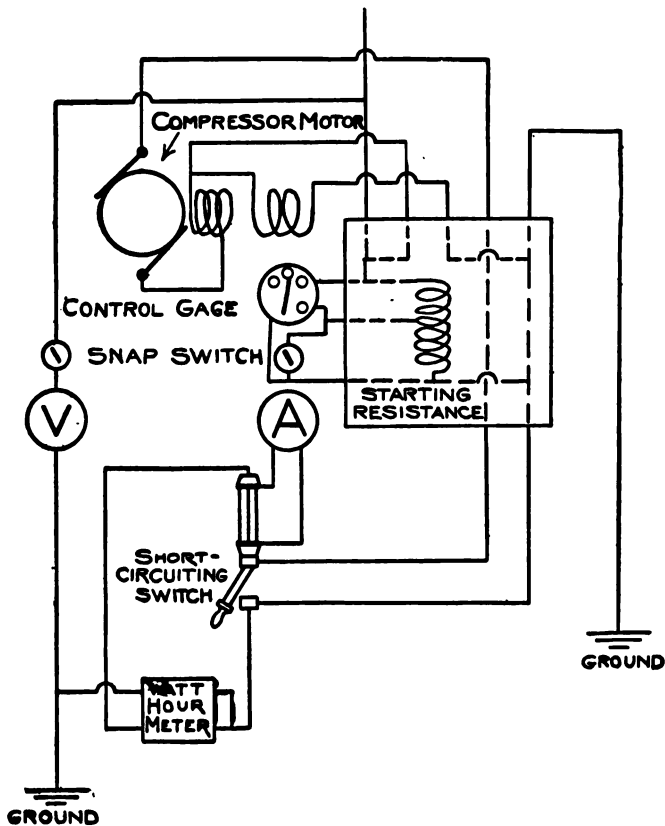 COMPRESSOR MOTOR
CONTROL GAGE
SNAP SWITCH
V
A
STARTING
RESISTANCE
SHORT-
CIRCUITING
SWITCH
WATT
HOUR
METER
GROUND
GROUND